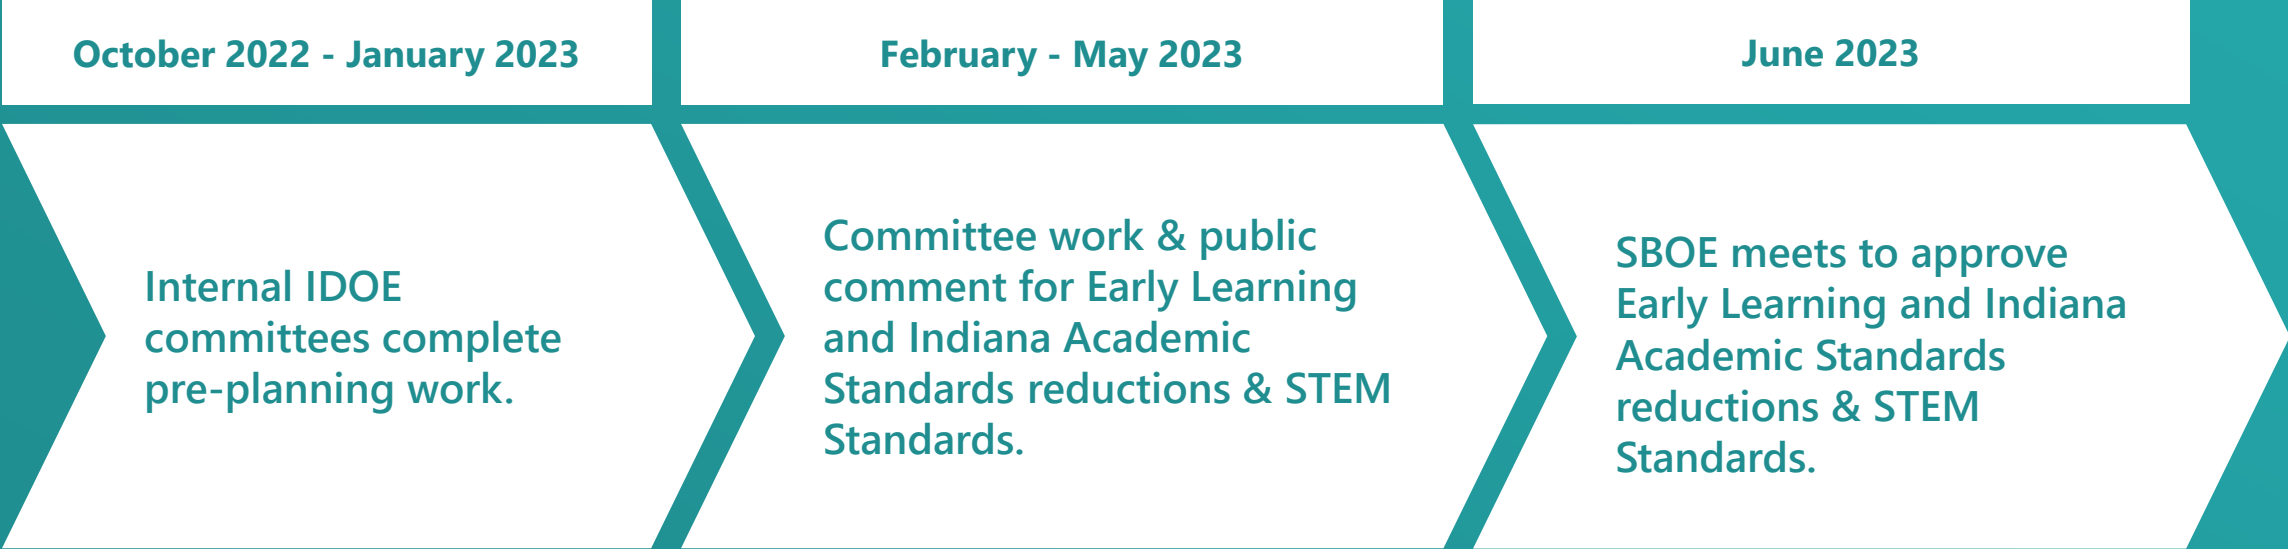 October 2022 - January 2023
February - May 2023
June 2023
Internal IDOE
committees complete
pre-planning work.
Committee work & public
comment for Early Learning
and Indiana Academic
Standards reductions & STEM
Standards.
SBOE meets to approve
Early Learning and Indiana
Academic Standards
reductions & STEM
Standards.